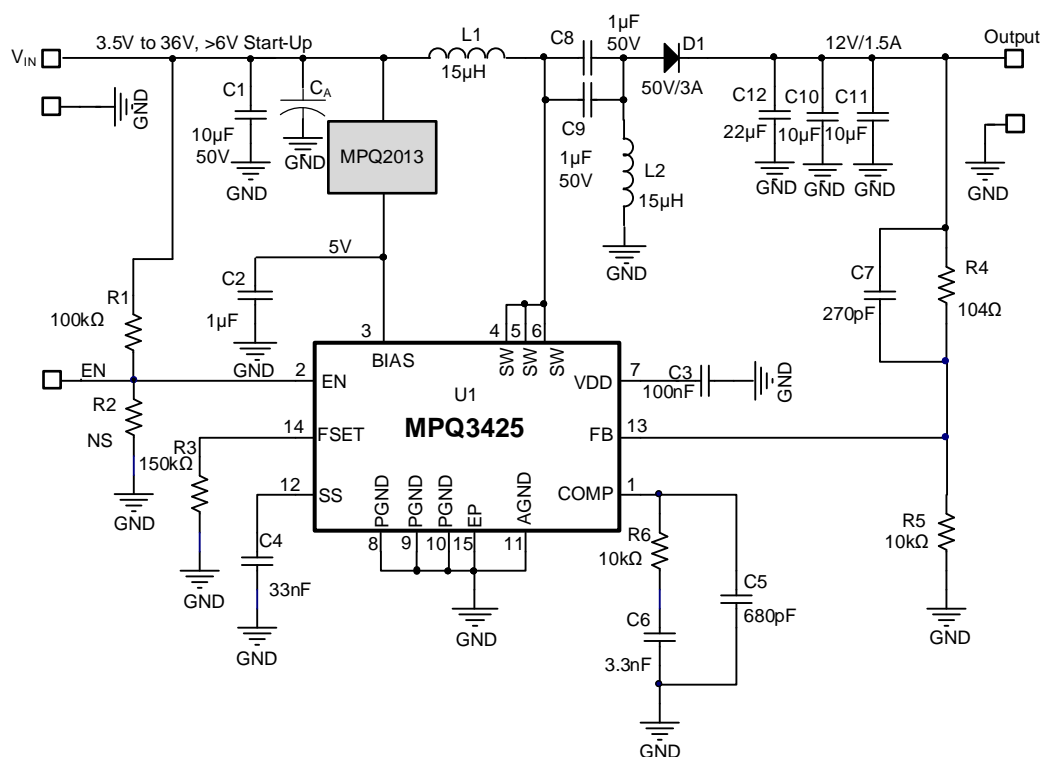 VIN
3.5V to 36V, >6V Start-Up
L1
15µH
C8
1µF
50V
D1
50V/3A
12V/1.5A
Output
GND
C1
10µF
50V
GND
CA
GND
MPQ2013
C9
1µF
50V
L2
15µH
GND
C12
22µF
GND
C10
10µF
GND
C11
10µF
GND
GND
5V
C2
1µF
GND
R1
100kΩ
C7
270pF
R4
104Ω
3
BIAS
4
SW
5
SW
6
SW
EN
2
EN
U1
MPQ3425
7
VDD
C3
100nF
GND
R2
NS
GND
14
FSET
R3
150kΩ
GND
13
FB
12
SS
C4
33nF
GND
1
COMP
PGND
8
PGND
9
PGND
10
EP
15
AGND
11
GND
R6
10kΩ
C6
3.3nF
C5
680pF
GND
R5
10kΩ
GND